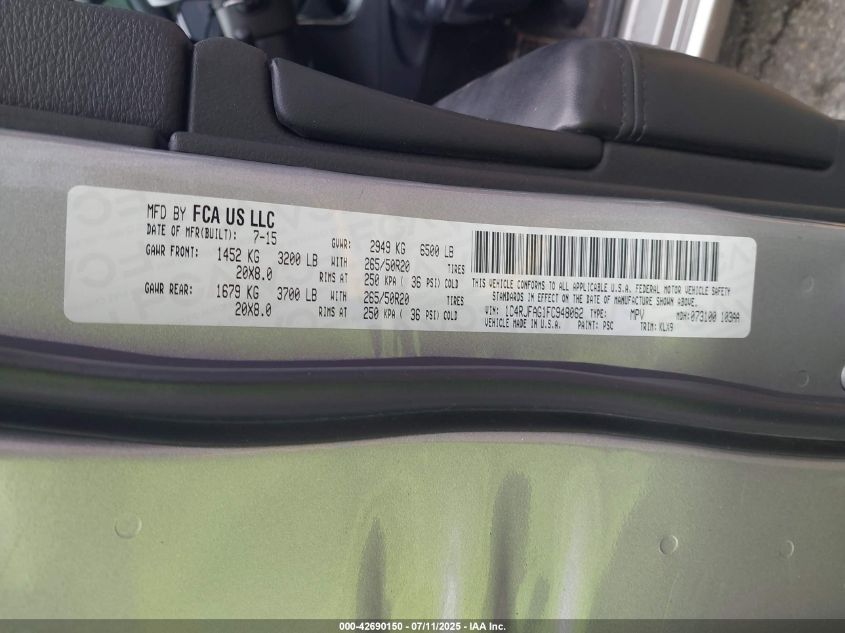 MFD BY FCA US LLC
DATE OF MFR(BUILT): 7-15 GVWR: 2949 KG 6500 LB
GAWR FRONT: 1452 KG 3200 LB WITH 265/50R20 TIRES
20X8.0 RIMS AT 250 KPA ( 36 PSI) COLD
GAWR REAR: 1679 KG 3700 LB WITH 265/50R20 TIRES
20X8.0 RIMS AT 250 KPA ( 36 PSI) COLD
THIS VEHICLE CONFORMS TO ALL APPLICABLE U.S.A. FEDERAL MOTOR VEHICLE SAFETY
STANDARDS IN EFFECT ON THE DATE OF MANUFACTURE SHOWN ABOVE.
VIN: 1C4RJFAG1FC948062 TYPE: MPV MDH: 073100 103AA
VEHICLE MADE IN U.S.A. PAINT: PSC TRIM: KLX9
000-42690150 - 07/11/2025 - IAA Inc.